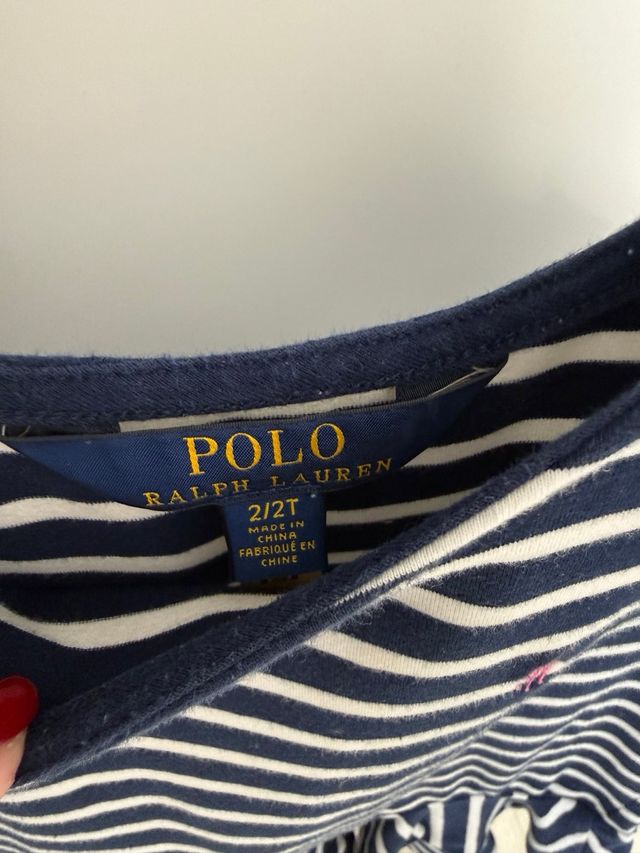 POLO
RALPH LAUREN
2/2T
MADE IN
CHINA
FABRIQUÉ EN
CHINE